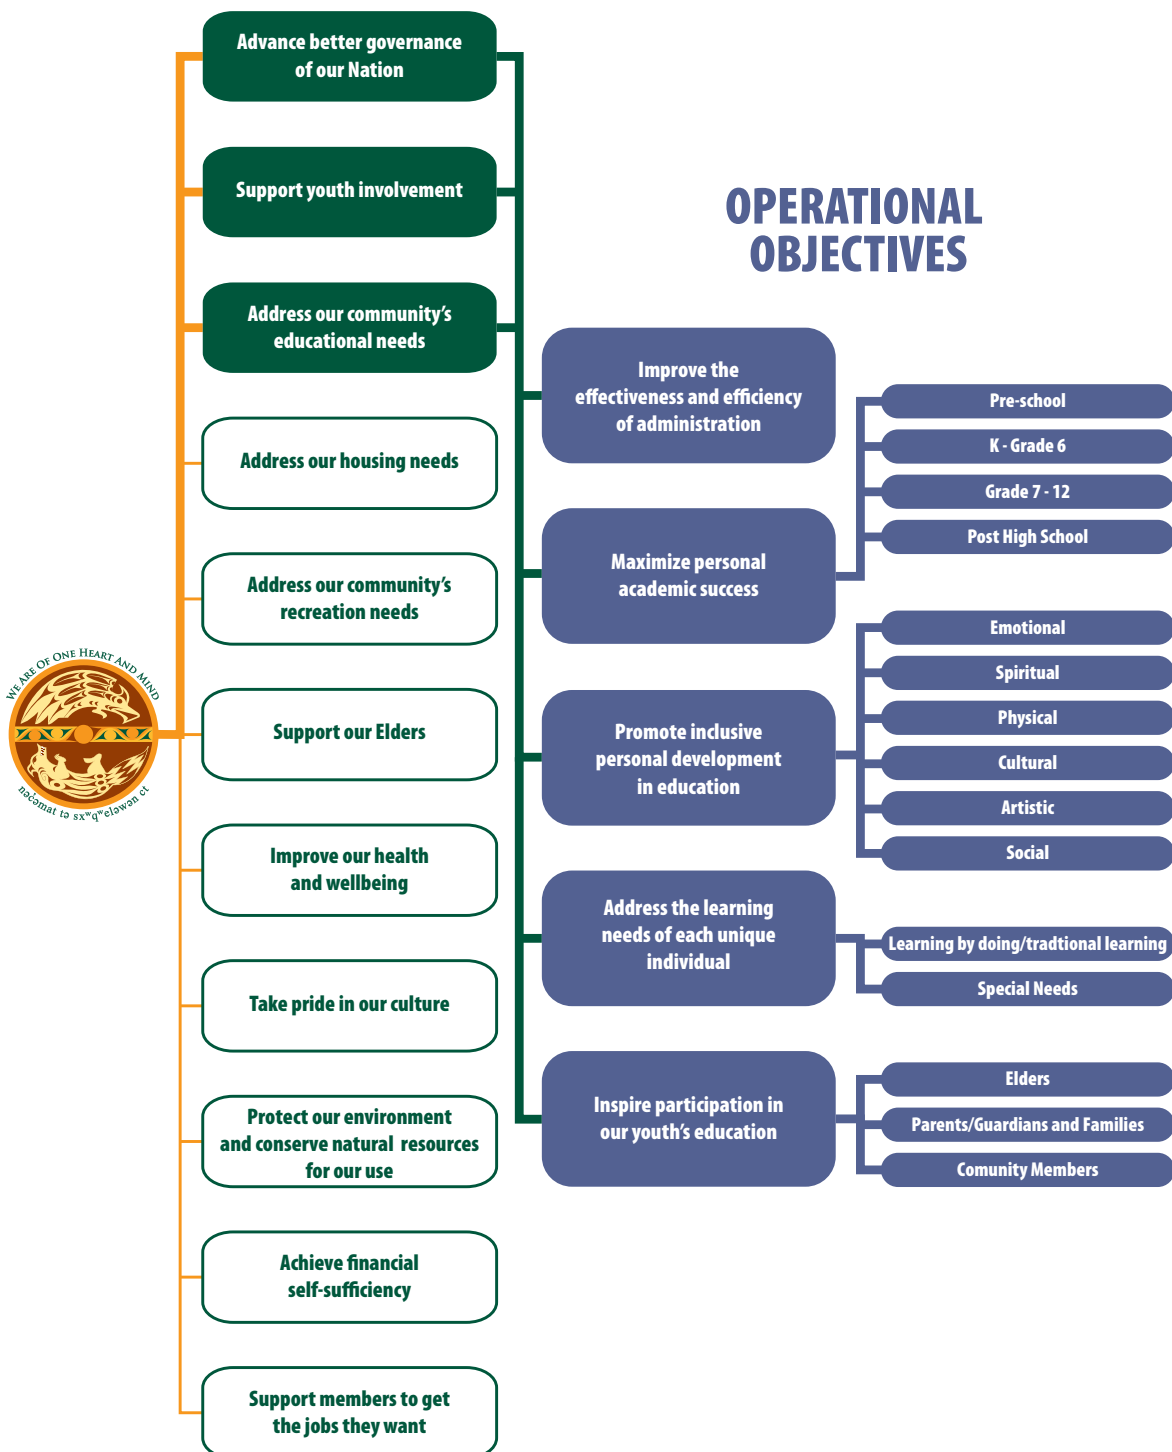 Advance better governance
of our Nation
Support youth involvement
Address our community's
educational needs
Address our housing needs
Address our community's
recreation needs
Support our Elders
Improve our health
and wellbeing
Take pride in our culture
Protect our environment
and conserve natural resources
for our use
Achieve financial
self-sufficiency
Support members to get
the jobs they want
We Are Of One Heart And Mind
nəc̓əmat tə sxʷqʷeləwən ct
OPERATIONAL
OBJECTIVES
Improve the
effectiveness and efficiency
of administration
Maximize personal
academic success
Pre-school
K - Grade 6
Grade 7 - 12
Post High School
Promote inclusive
personal development
in education
Emotional
Spiritual
Physical
Cultural
Artistic
Social
Address the learning
needs of each unique
individual
Learning by doing/tradtional learning
Special Needs
Inspire participation in
our youth's education
Elders
Parents/Guardians and Families
Comunity Members